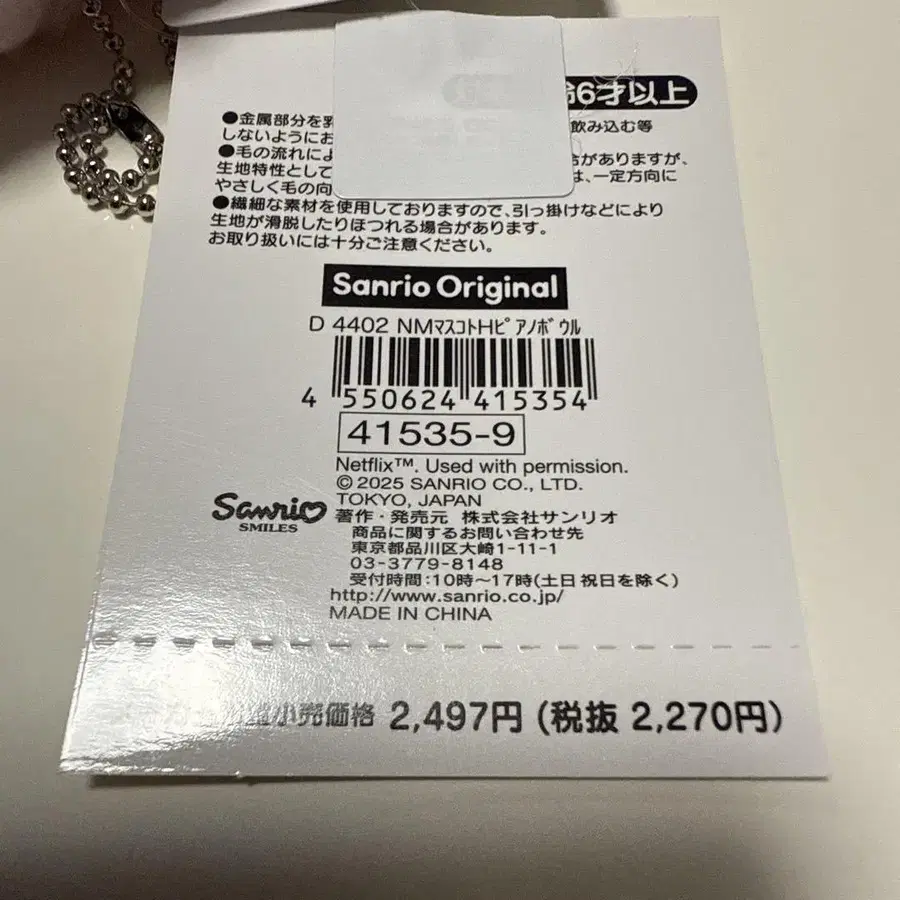 齢6才以上
●金属部分を
飲み込む等
しないようにお
●毛の流れによ
合がありますが、
生地特性として
は、一定方向に
やさしく毛の向
●繊細な素材を使用しておりますので、引っ掛けなどにより
生地が滑脱したりほつれる場合があります。
お取り扱いには十分ご注意ください。
Sanrio Original
D 4402 NMﾏｽｺﾄHﾋﾟｱﾉﾎﾞｳﾙ
4 550624 415354
41535-9
Netflix™. Used with permission.
© 2025 SANRIO CO., LTD.
TOKYO, JAPAN
Sanrio
SMILES
著作・発売元 株式会社サンリオ
商品に関するお問い合わせ先
東京都品川区大崎1-11-1
03-3779-8148
受付時間:10時〜17時(土日祝日を除く)
http://www.sanrio.co.jp/
MADE IN CHINA
小売価格 2,497円 (税抜 2,270円)